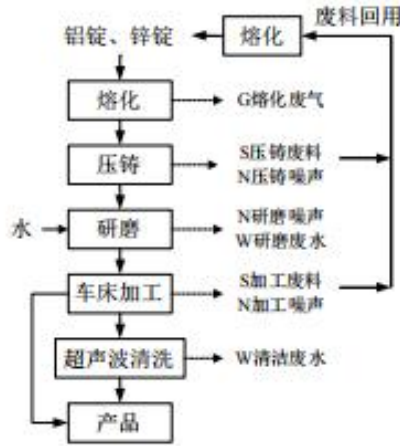 废料回用
铝锭、锌锭
熔化
熔化
G熔化废气
压铸
S压铸废料
N压铸噪声
水
研磨
N研磨噪声
W研磨废水
车床加工
S加工废料
N加工噪声
超声波清洗
W清洁废水
产品